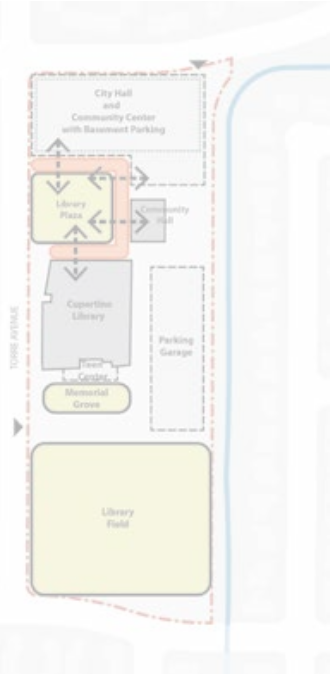 City Hall
and
Community Center
with Basement Parking
Library
Plaza
Community
Hall
Cupertino
Library
TORRE AVENUE
Parking
Garage
Teen
Center
Memorial
Grove
Library
Field